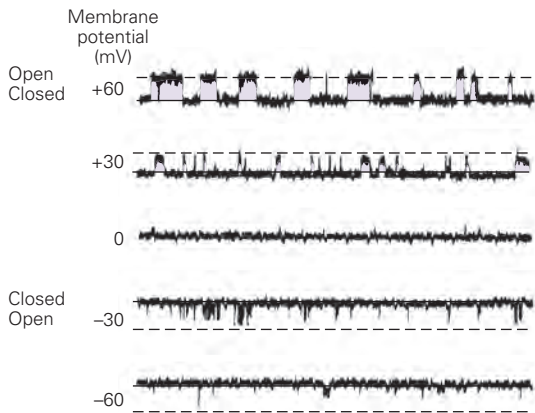 Membrane
potential
(mV)
Open
Closed
+60
+30
0
Closed
Open
–30
–60